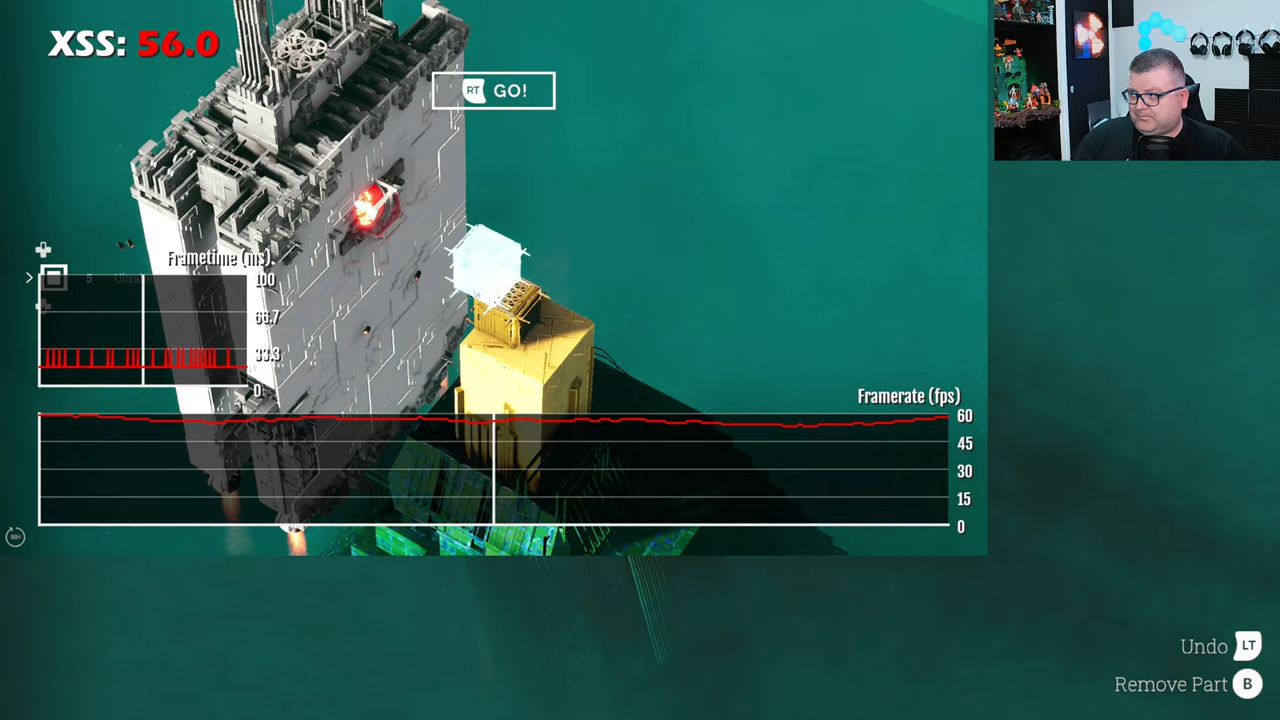 XSS: 56.0
RT GO!
Frametime (ms)
100
66.7
33.3
0
5
Framerate (fps)
60
45
30
15
0
Undo LT
Remove Part B